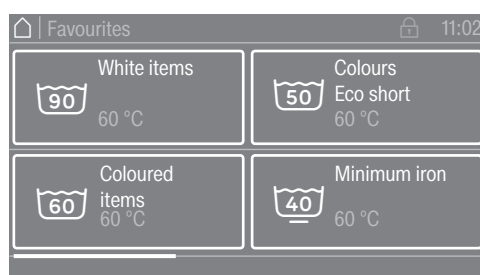 Favourites
11:02
White items
90
60 °C
Colours
Eco short
50
60 °C
Coloured
items
60
60 °C
Minimum iron
40
60 °C